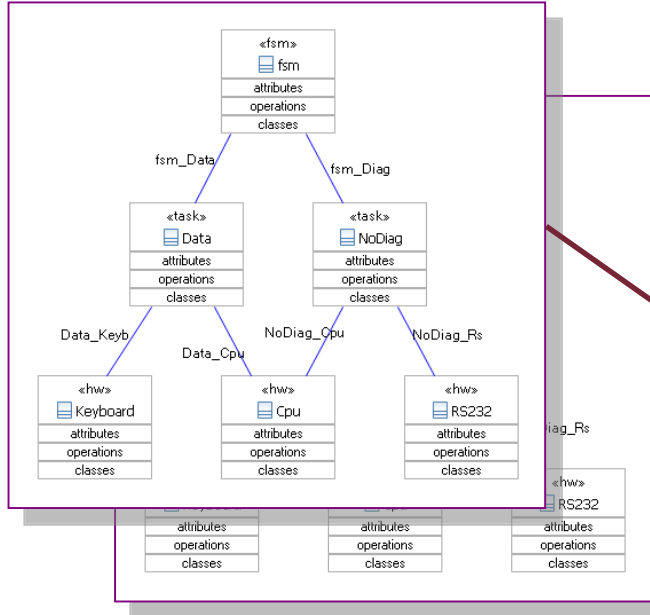 «fsm»
fsm
attributes
operations
classes
fsm_Data
fsm_Diag
«task»
Data
attributes
operations
classes
«task»
NoDiag
attributes
operations
classes
Data_Keyb
Data_Cpu
NoDiag_Cpu
NoDiag_Rs
«hw»
Keyboard
attributes
operations
classes
«hw»
Cpu
attributes
operations
classes
«hw»
RS232
attributes
operations
classes
iag_Rs
«hw»
RS232
attributes
operations
classes
attributes
operations
classes
attributes
operations
classes